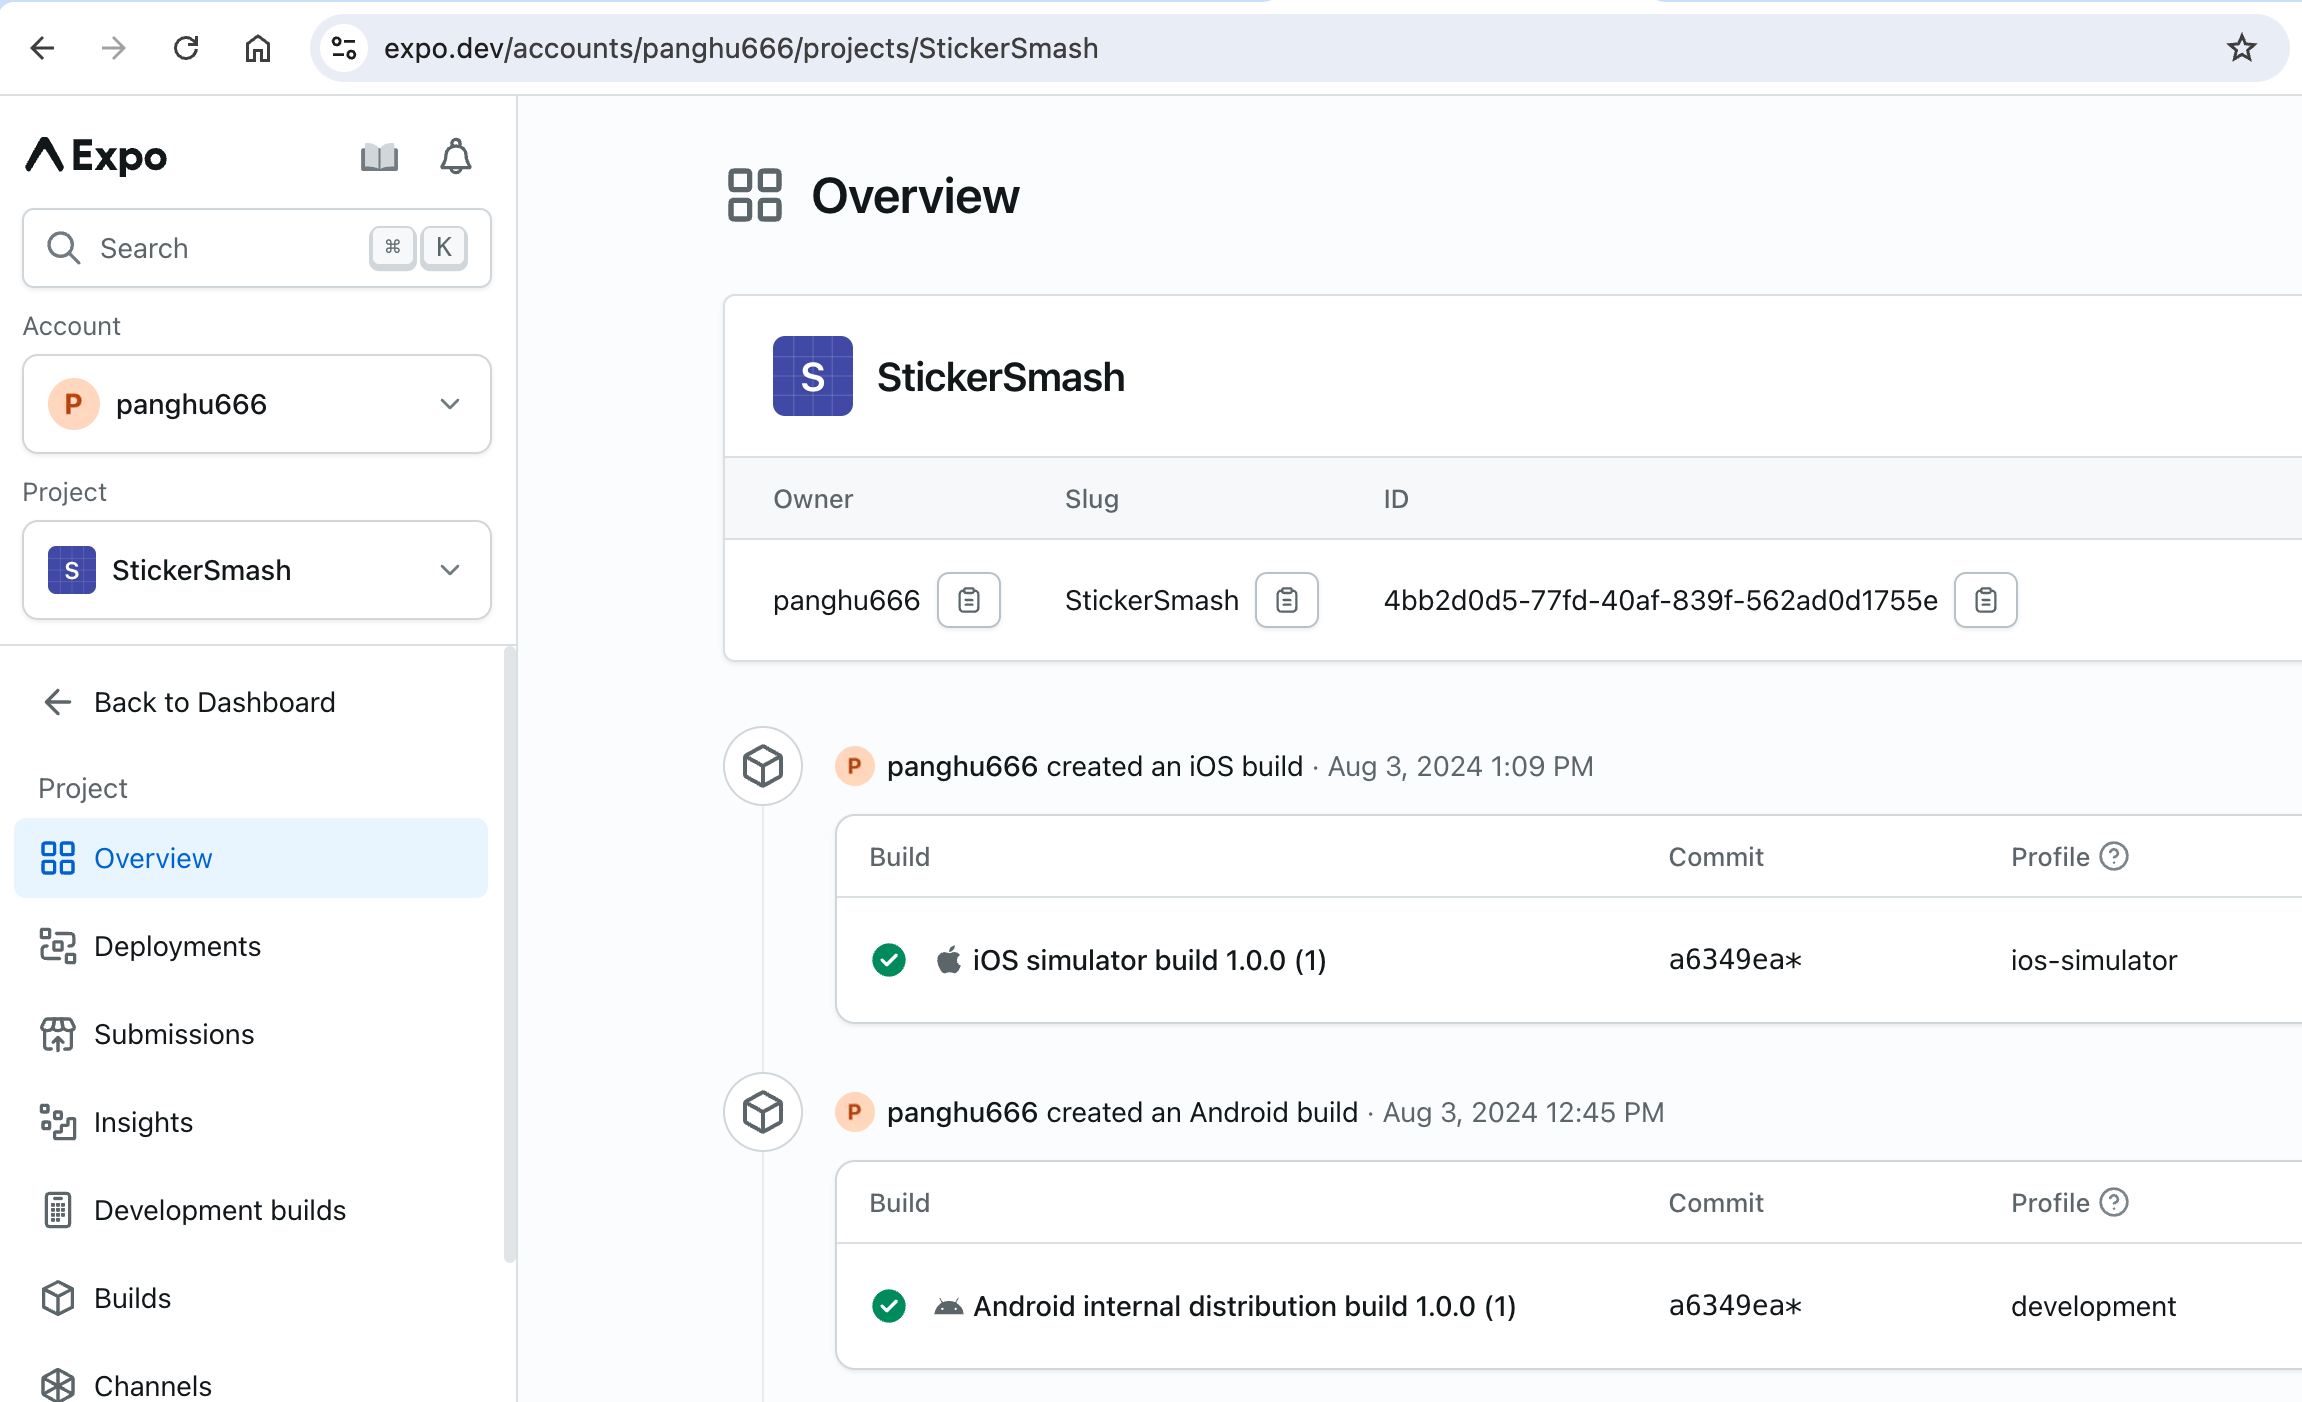 expo.dev/accounts/panghu666/projects/StickerSmash
Expo
Search ⌘ K
Account
P panghu666
Project
S StickerSmash
Back to Dashboard
Project
Overview
Deployments
Submissions
Insights
Development builds
Builds
Channels
Overview
S StickerSmash
Owner Slug ID
panghu666 StickerSmash 4bb2d0d5-77fd-40af-839f-562ad0d1755e
P panghu666 created an iOS build · Aug 3, 2024 1:09 PM
Build Commit Profile ?
iOS simulator build 1.0.0 (1) a6349ea* ios-simulator
P panghu666 created an Android build · Aug 3, 2024 12:45 PM
Build Commit Profile ?
Android internal distribution build 1.0.0 (1) a6349ea* development